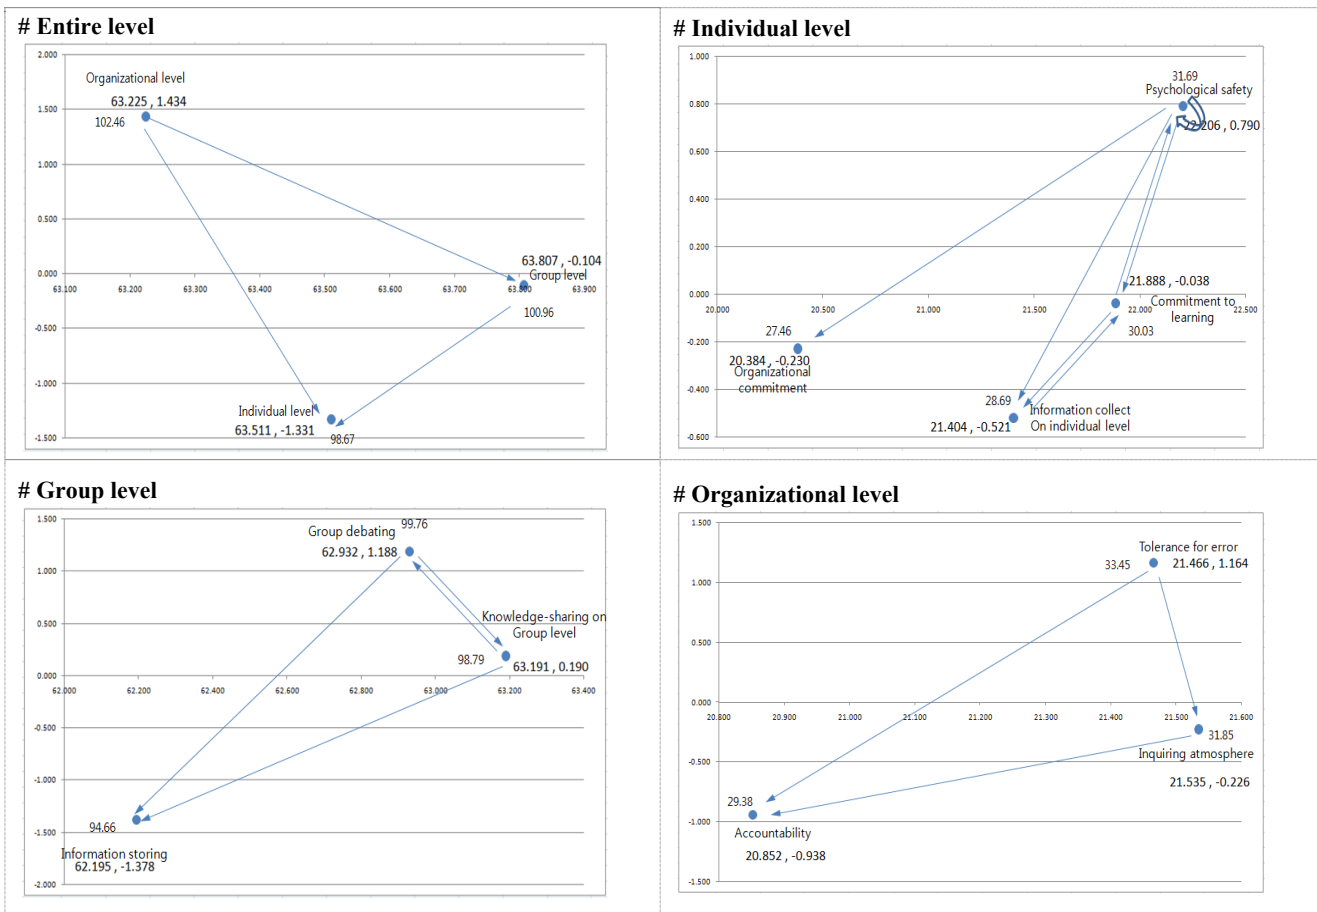 # Entire level
2.000
1.500
1.000
0.500
0.000
-0.500
-1.000
-1.500
63.100
63.200
63.300
63.400
63.500
63.600
63.700
63.800
63.900
Organizational level
63.225 , 1.434
102.46
63.807 , -0.104
Group level
100.96
Individual level
63.511 , -1.331
98.67
# Individual level
1.000
0.800
0.600
0.400
0.200
0.000
-0.200
-0.400
-0.600
20.000
20.500
21.000
21.500
22.000
22.500
31.69
Psychological safety
22.206 , 0.790
21.888 , -0.038
Commitment to
learning
30.03
27.46
20.384 , -0.230
Organizational
commitment
28.69
Information collect
On individual level
21.404 , -0.521
# Group level
1.500
1.000
0.500
0.000
-0.500
-1.000
-1.500
-2.000
62.000
62.200
62.400
62.600
62.800
63.000
63.200
63.400
Group debating
99.76
62.932 , 1.188
Knowledge-sharing on
Group level
98.79
63.191 , 0.190
94.66
Information storing
62.195 , -1.378
# Organizational level
1.500
1.000
0.500
0.000
-0.500
-1.000
-1.500
20.800
20.900
21.000
21.100
21.200
21.300
21.400
21.500
21.600
Tolerance for error
33.45
21.466 , 1.164
31.85
Inquiring atmosphere
21.535 , -0.226
29.38
Accountability
20.852 , -0.938